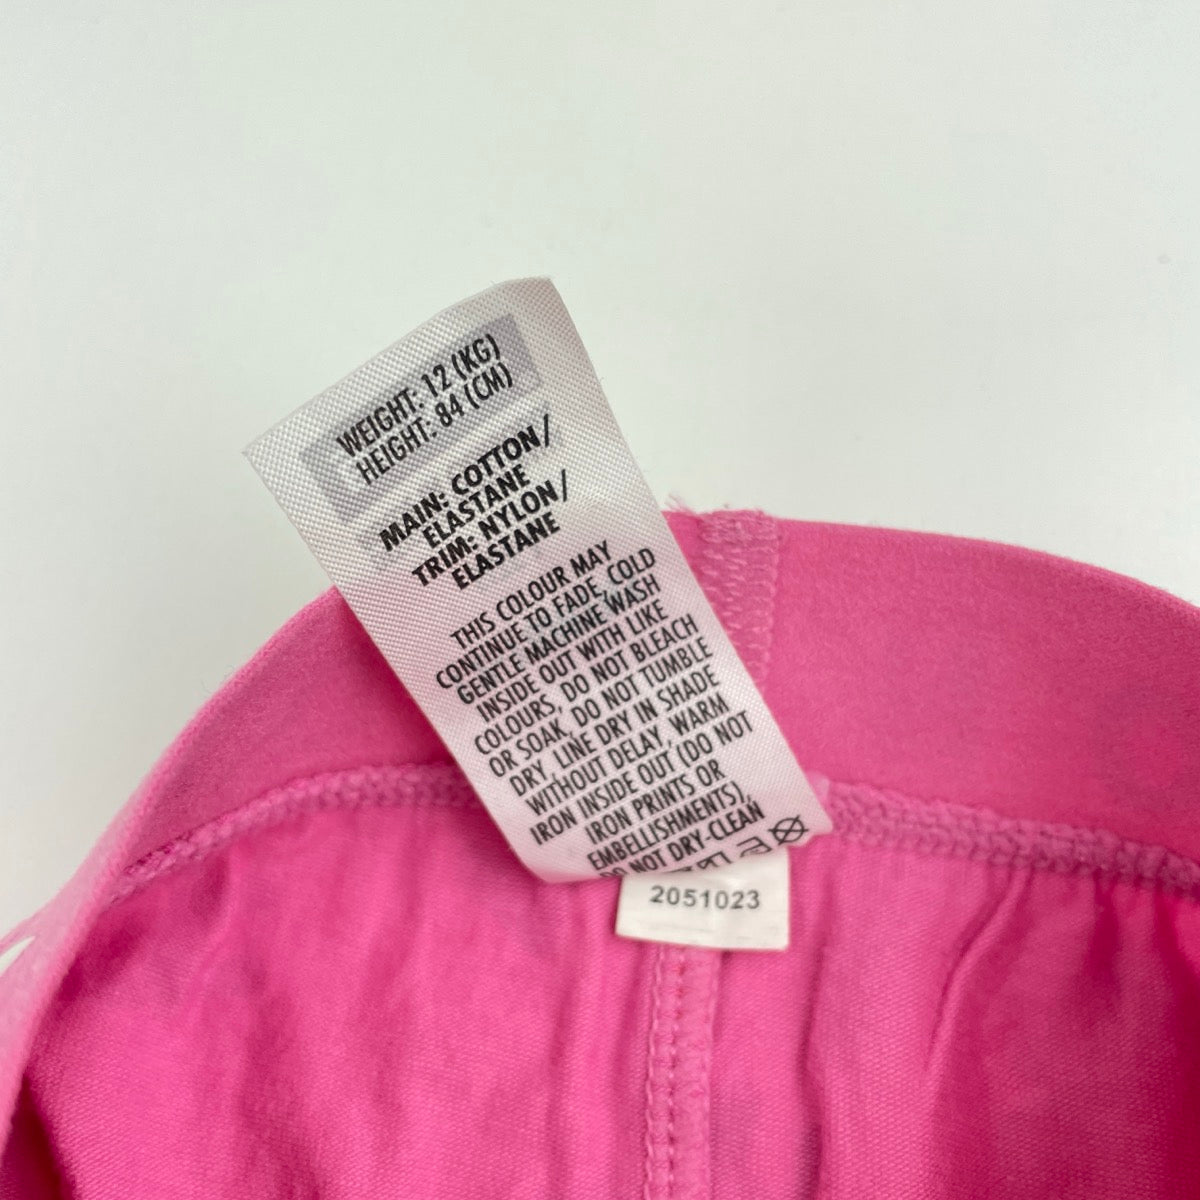 WEIGHT: 12 (KG)
HEIGHT: 84 (CM)
MAIN: COTTON/
ELASTANE
TRIM: NYLON/
ELASTANE
THIS COLOUR MAY
CONTINUE TO FADE, COLD
GENTLE MACHINE WASH
INSIDE OUT WITH LIKE
COLOURS, DO NOT BLEACH
OR SOAK, DO NOT TUMBLE
DRY, LINE DRY IN SHADE
WITHOUT DELAY, WARM
IRON INSIDE OUT (DO NOT
IRON PRINTS OR
EMBELLISHMENTS),
DO NOT DRY-CLEAN
2051023